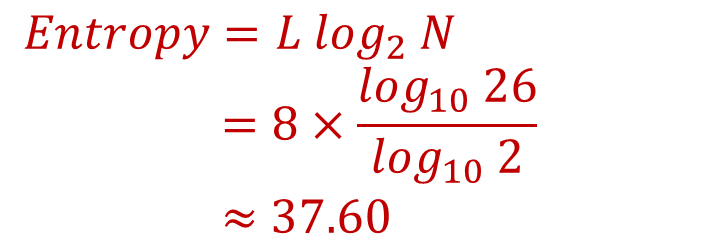 Entropy = L log₂ N
= 8 × log₁₀ 26 / log₁₀ 2
≈ 37.60